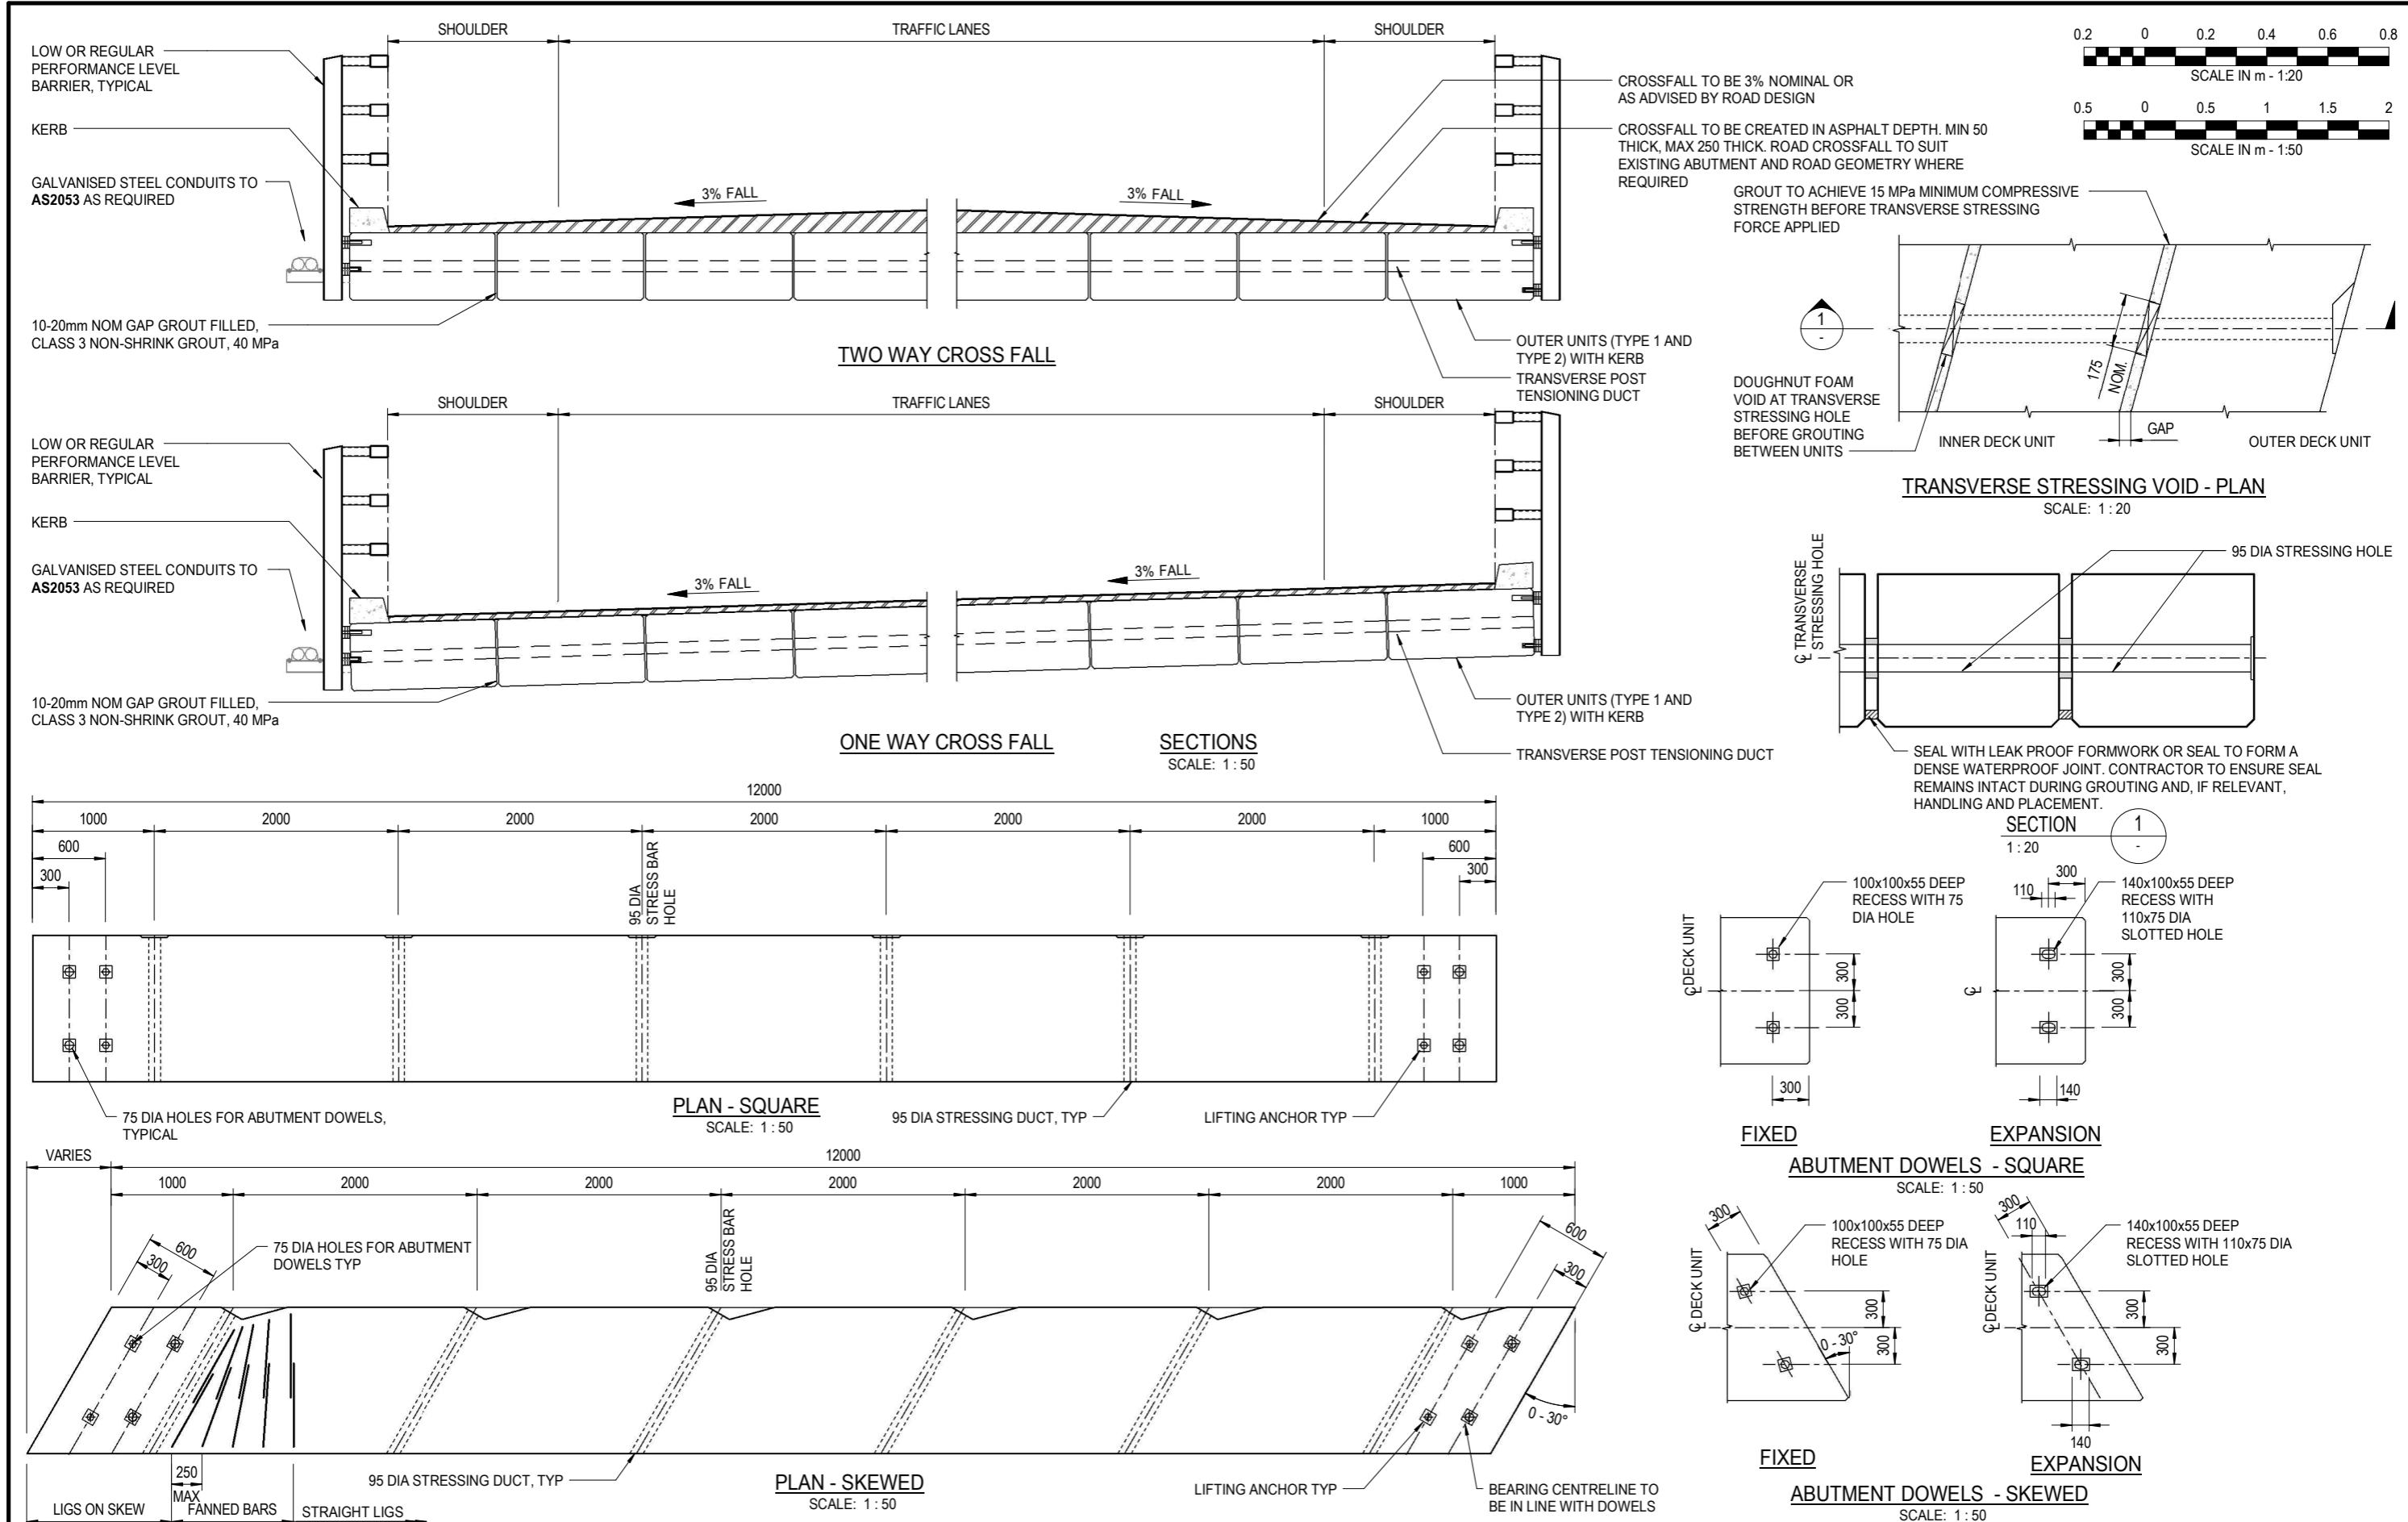 SHOULDER
TRAFFIC LANES
SHOULDER
LOW OR REGULAR
PERFORMANCE LEVEL
BARRIER, TYPICAL
KERB
GALVANISED STEEL CONDUITS TO
AS2053 AS REQUIRED
10-20mm NOM GAP GROUT FILLED,
CLASS 3 NON-SHRINK GROUT, 40 MPa
3% FALL
3% FALL
CROSSFALL TO BE 3% NOMINAL OR
AS ADVISED BY ROAD DESIGN
CROSSFALL TO BE CREATED IN ASPHALT DEPTH. MIN 50
THICK, MAX 250 THICK. ROAD CROSSFALL TO SUIT
EXISTING ABUTMENT AND ROAD GEOMETRY WHERE
REQUIRED
OUTER UNITS (TYPE 1 AND
TYPE 2) WITH KERB
TRANSVERSE POST
TENSIONING DUCT
TWO WAY CROSS FALL
SHOULDER
TRAFFIC LANES
SHOULDER
LOW OR REGULAR
PERFORMANCE LEVEL
BARRIER, TYPICAL
KERB
GALVANISED STEEL CONDUITS TO
AS2053 AS REQUIRED
10-20mm NOM GAP GROUT FILLED,
CLASS 3 NON-SHRINK GROUT, 40 MPa
3% FALL
3% FALL
OUTER UNITS (TYPE 1 AND
TYPE 2) WITH KERB
TRANSVERSE POST TENSIONING DUCT
ONE WAY CROSS FALL
SECTIONS
SCALE: 1 : 50
0.2 0 0.2 0.4 0.6 0.8
SCALE IN m - 1:20
0.5 0 0.5 1 1.5 2
SCALE IN m - 1:50
GROUT TO ACHIEVE 15 MPa MINIMUM COMPRESSIVE
STRENGTH BEFORE TRANSVERSE STRESSING
FORCE APPLIED
1
-
175
NOM.
DOUGHNUT FOAM
VOID AT TRANSVERSE
STRESSING HOLE
BEFORE GROUTING
BETWEEN UNITS
INNER DECK UNIT
GAP
OUTER DECK UNIT
TRANSVERSE STRESSING VOID - PLAN
SCALE: 1 : 20
℄ TRANSVERSE
STRESSING HOLE
95 DIA STRESSING HOLE
SEAL WITH LEAK PROOF FORMWORK OR SEAL TO FORM A
DENSE WATERPROOF JOINT. CONTRACTOR TO ENSURE SEAL
REMAINS INTACT DURING GROUTING AND, IF RELEVANT,
HANDLING AND PLACEMENT.
SECTION
1 : 20
1
-
12000
1000 2000 2000 2000 2000 2000 1000
600
300
600
300
95 DIA
STRESS BAR
HOLE
75 DIA HOLES FOR ABUTMENT DOWELS,
TYPICAL
95 DIA STRESSING DUCT, TYP
LIFTING ANCHOR TYP
PLAN - SQUARE
SCALE: 1 : 50
100x100x55 DEEP
RECESS WITH 75
DIA HOLE
℄ DECK UNIT
300
300
300
FIXED
300
110
140x100x55 DEEP
RECESS WITH
110x75 DIA
SLOTTED HOLE
℄
300
300
140
EXPANSION
ABUTMENT DOWELS - SQUARE
SCALE: 1 : 50
VARIES
12000
1000 2000 2000 2000 2000 2000 1000
600
300
75 DIA HOLES FOR ABUTMENT
DOWELS TYP
95 DIA
STRESS BAR
HOLE
600
300
0 - 30°
250
MAX
LIGS ON SKEW
FANNED BARS
STRAIGHT LIGS
95 DIA STRESSING DUCT, TYP
LIFTING ANCHOR TYP
BEARING CENTRELINE TO
BE IN LINE WITH DOWELS
PLAN - SKEWED
SCALE: 1 : 50
300
100x100x55 DEEP
RECESS WITH 75 DIA
HOLE
℄ DECK UNIT
300
300
0 - 30°
FIXED
300
110
140x100x55 DEEP
RECESS WITH 110x75 DIA
SLOTTED HOLE
℄ DECK UNIT
300
300
140
EXPANSION
ABUTMENT DOWELS - SKEWED
SCALE: 1 : 50